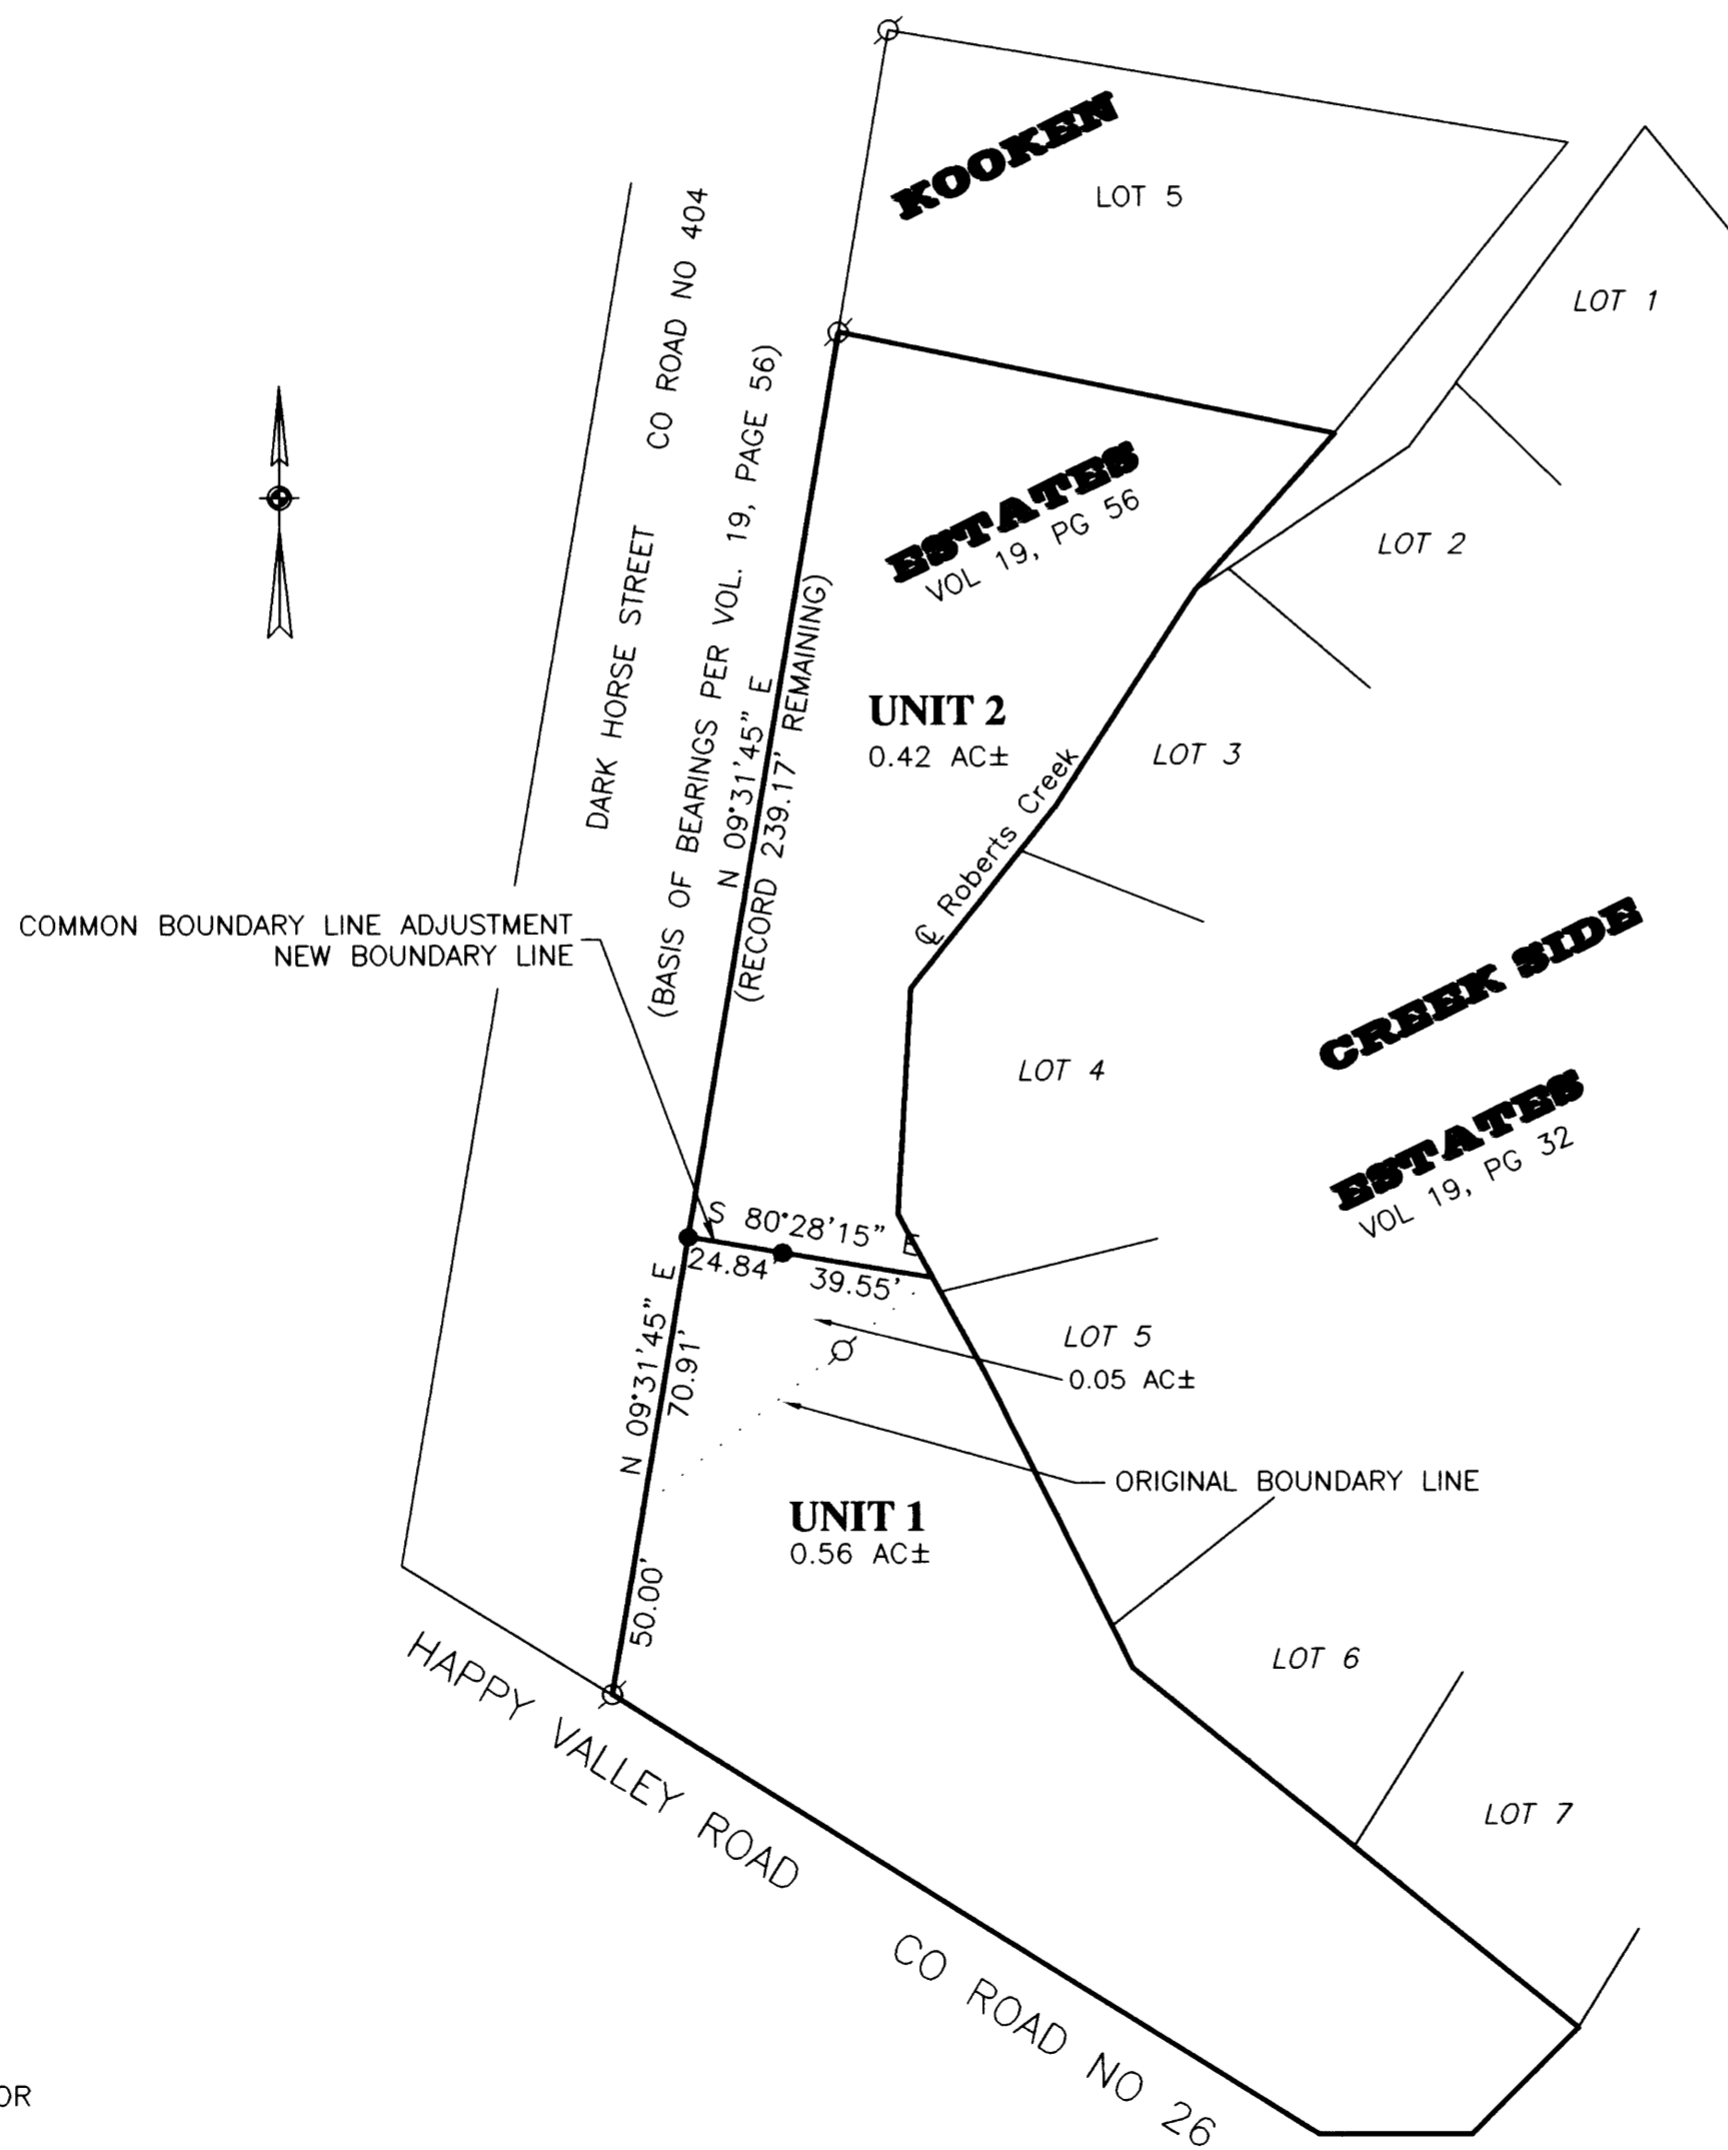 KOOKEN
LOT 5
LOT 1
CO ROAD NO 404
DARK HORSE STREET
(BASIS OF BEARINGS PER VOL. 19, PAGE 56)
N 09°31'45" E
(RECORD 239.17' REMAINING)
ESTATES
VOL 19, PG 56
LOT 2
UNIT 2
0.42 AC±
LOT 3
℄ Roberts Creek
COMMON BOUNDARY LINE ADJUSTMENT
NEW BOUNDARY LINE
CREEK SIDE
ESTATES
VOL 19, PG 32
LOT 4
S 80°28'15" E
24.84'
39.55'
N 09°31'45" E
70.91'
LOT 5
0.05 AC±
ORIGINAL BOUNDARY LINE
UNIT 1
0.56 AC±
50.00'
LOT 6
HAPPY VALLEY ROAD
LOT 7
CO ROAD NO 26
OR